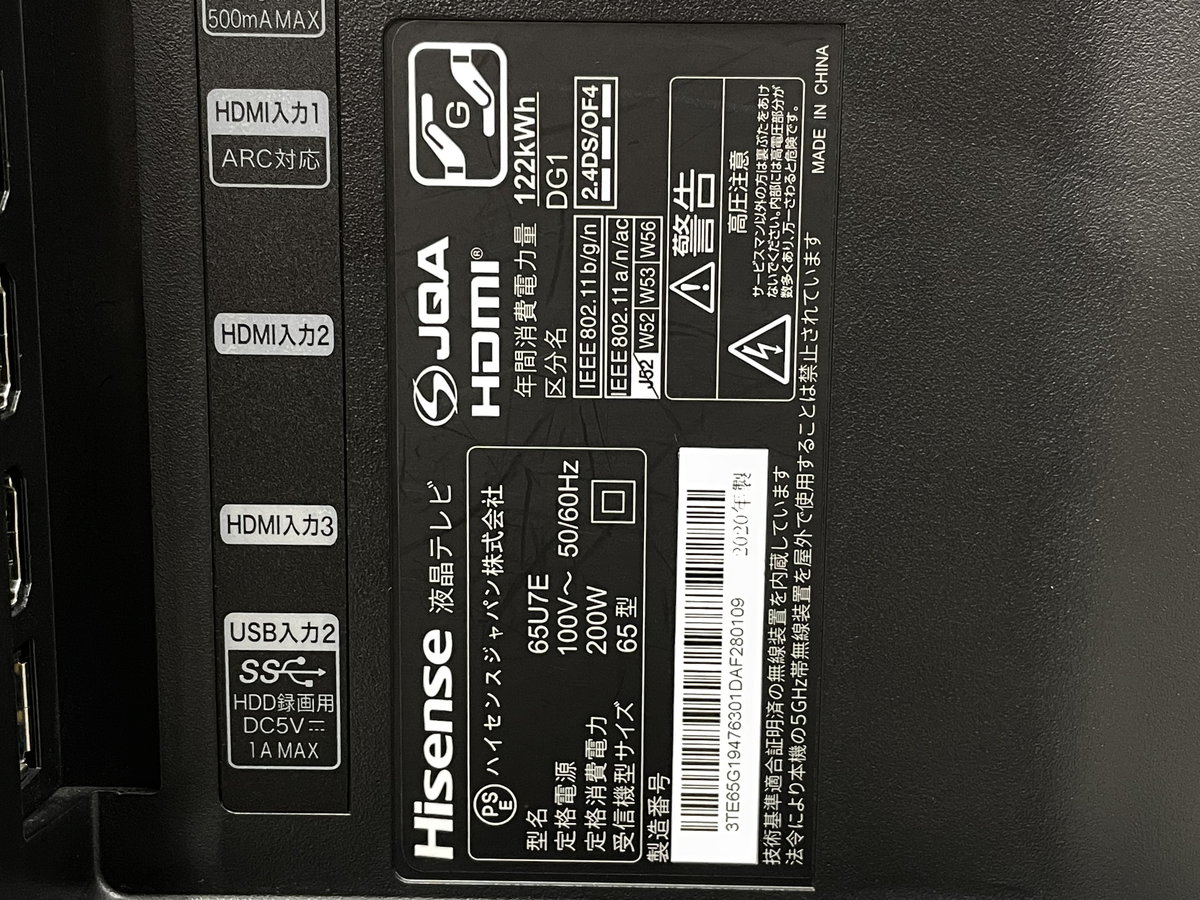 500mA MAX
HDMI入力1
ARC対応
HDMI入力2
HDMI入力3
USB入力2
SS
HDD録画用
DC5V
1A MAX
Hisense 液晶テレビ
PS
E
ハイセンスジャパン株式会社
型名 65U7E
定格電源 100V～ 50/60Hz
定格消費電力 200W
受信機型サイズ 65型
製造番号
3TE65G19476301DAF280109
2020年製
JQA
HDMI®
G
年間消費電力量 122kWh
区分名 DG1
IEEE802.11b/g/n
2.4DS/OF4
IEEE802.11a/n/ac
J52 W52 W53 W56
警告
高圧注意
サービスマン以外の方は裏ぶたをあけ
ないでください。内部には高電圧部分が
数多くあり、万一さわると危険です。
技術基準適合証明済の無線装置を内蔵しています
法令により本機の5GHz帯無線装置を屋外で使用することは禁止されています
MADE IN CHINA